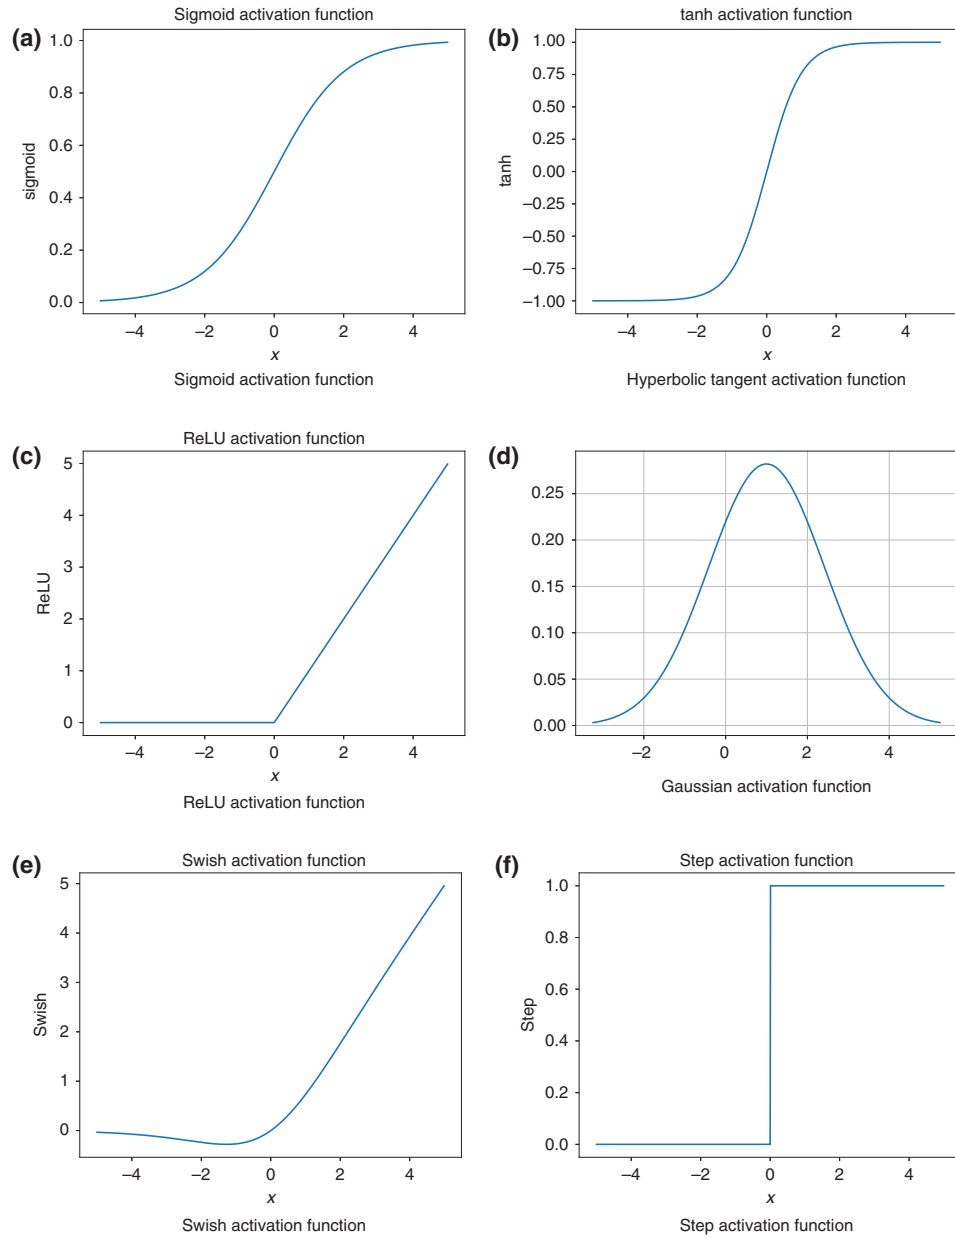 (a)
Sigmoid activation function
1.0
0.8
0.6
0.4
0.2
0.0
sigmoid
−4
−2
0
2
4
x
Sigmoid activation function
(b)
tanh activation function
1.00
0.75
0.50
0.25
0.00
−0.25
−0.50
−0.75
−1.00
tanh
−4
−2
0
2
4
x
Hyperbolic tangent activation function
(c)
ReLU activation function
5
4
3
2
1
0
ReLU
−4
−2
0
2
4
x
ReLU activation function
(d)
0.25
0.20
0.15
0.10
0.05
0.00
−2
0
2
4
Gaussian activation function
(e)
Swish activation function
5
4
3
2
1
0
Swish
−4
−2
0
2
4
x
Swish activation function
(f)
Step activation function
1.0
0.8
0.6
0.4
0.2
0.0
Step
−4
−2
0
2
4
x
Step activation function